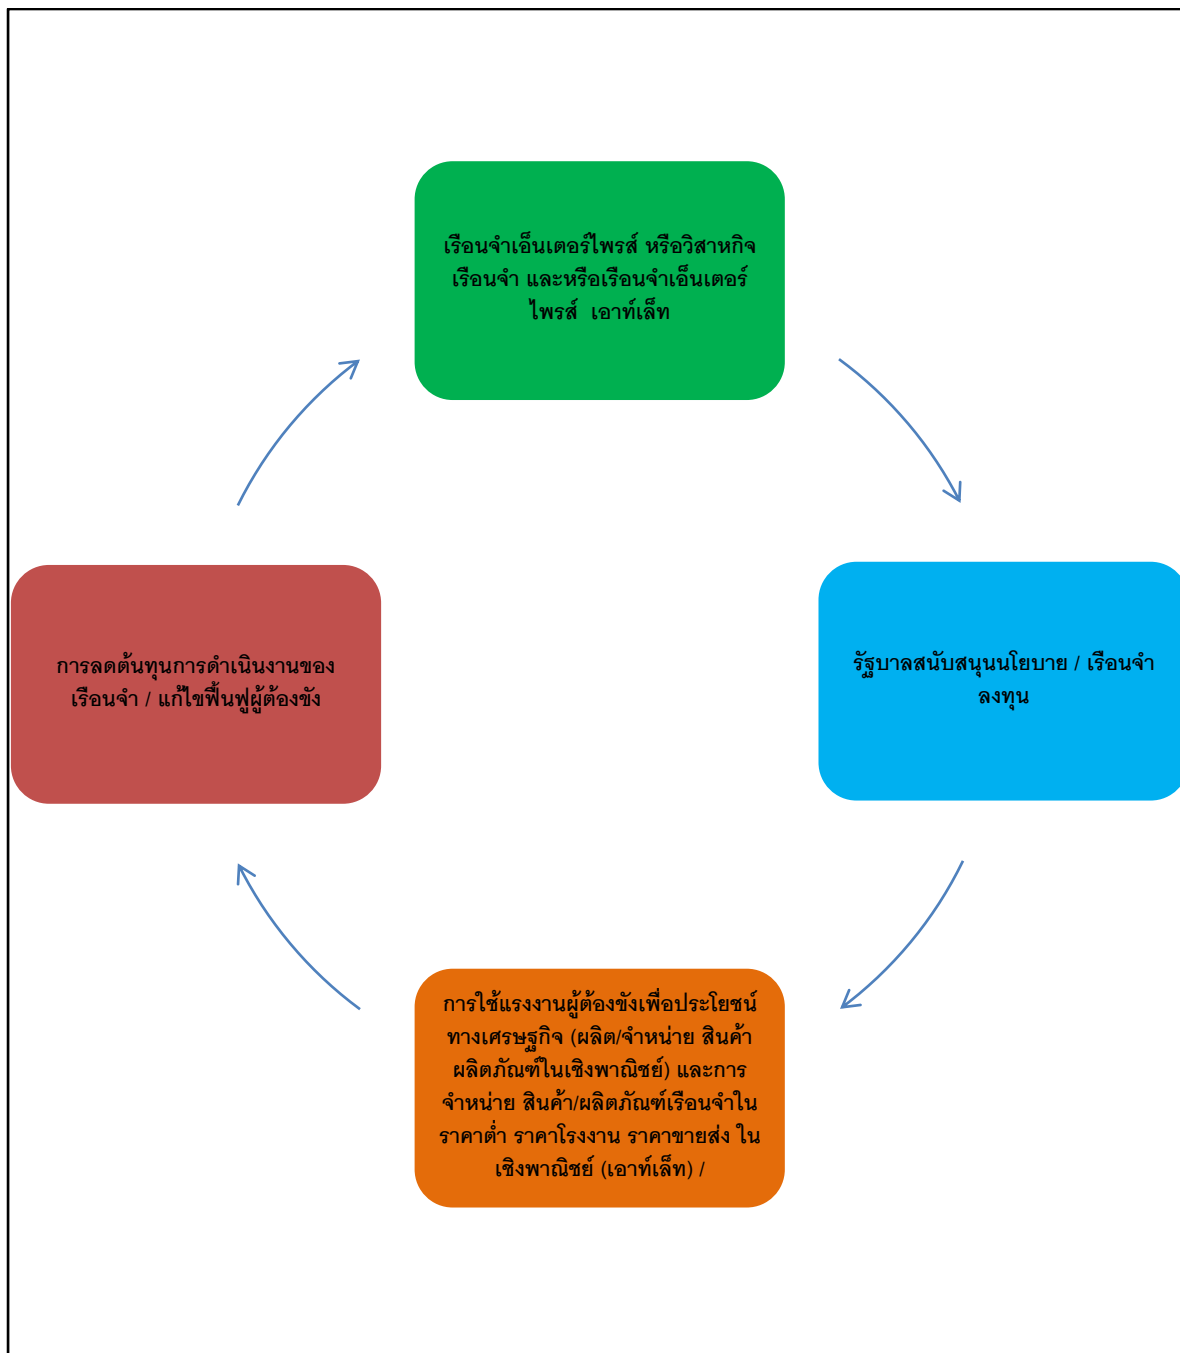 เรือนจำเอ็นเตอร์ไพรส์ หรือวิสาหกิจ
เรือนจำ และหรือเรือนจำเอ็นเตอร์
ไพรส์ เอาท์เล็ท
รัฐบาลสนับสนุนนโยบาย / เรือนจำ
ลงทุน
การใช้แรงงานผู้ต้องขังเพื่อประโยชน์
ทางเศรษฐกิจ (ผลิต/จำหน่าย สินค้า
ผลิตภัณฑ์ในเชิงพาณิชย์) และการ
จำหน่าย สินค้า/ผลิตภัณฑ์เรือนจำใน
ราคาต่ำ ราคาโรงงาน ราคาขายส่ง ใน
เชิงพาณิชย์ (เอาท์เล็ท) /
การลดต้นทุนการดำเนินงานของ
เรือนจำ / แก้ไขฟื้นฟูผู้ต้องขัง